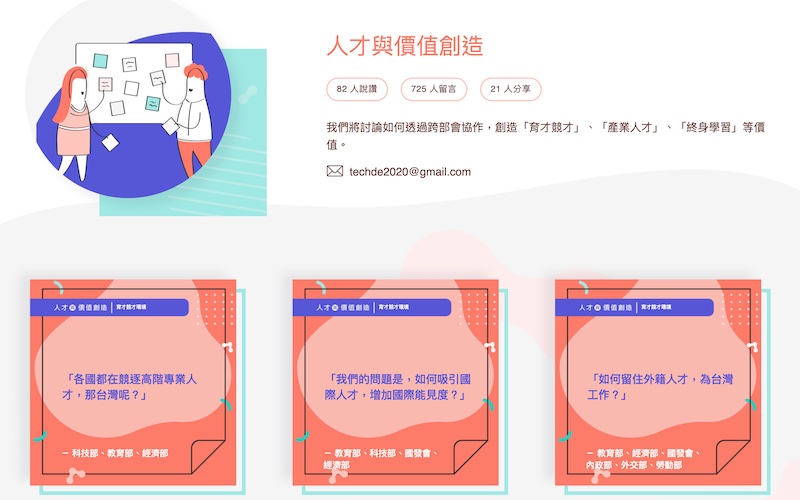 人才與價值創造
82 人說讚
725 人留言
21 人分享
我們將討論如何透過跨部會協作，創造「育才競才」、「產業人才」、「終身學習」等價
值。
techde2020@gmail.com
人才與價值創造｜育才競才環境
「各國都在競逐高階專業人
才，那台灣呢？」
— 科技部、教育部、經濟部
人才與價值創造｜育才競才環境
「我們的問題是，如何吸引國
際人才，增加國際能見度？」
— 教育部、科技部、國發會、
經濟部
人才與價值創造｜育才競才環境
「如何留住外籍人才，為台灣
工作？」
— 教育部、經濟部、國發會、
內政部、外交部、勞動部